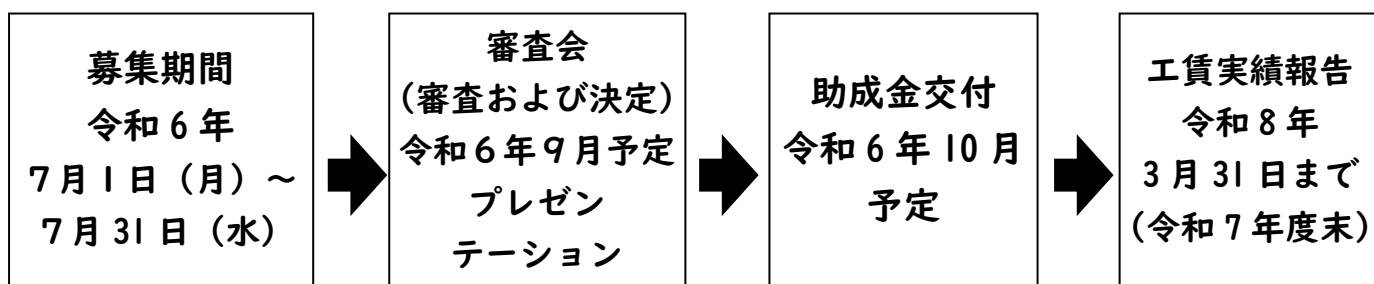 募集期間
令和6年
7月1日（月）～
7月31日（水）
審査会
（審査および決定）
令和6年9月予定
プレゼン
テーション
助成金交付
令和6年10月
予定
工賃実績報告
令和8年
3月31日まで
（令和7年度末）